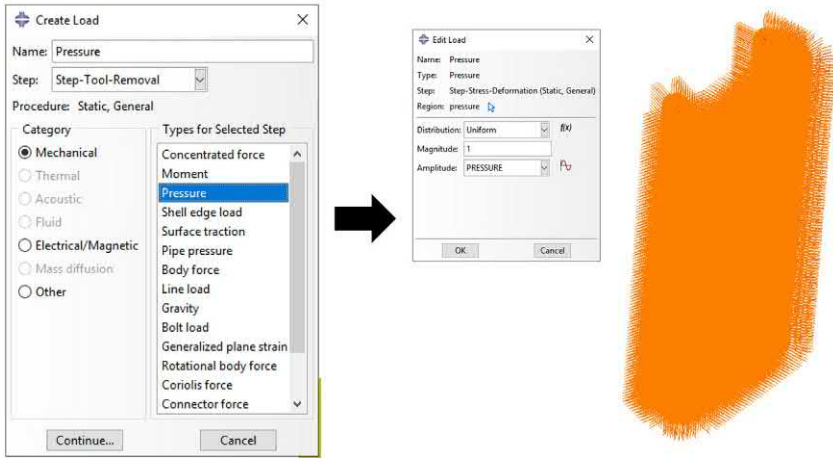 Create Load
Name: Pressure
Step: Step-Tool-Removal
Procedure: Static, General
Category
Mechanical
Thermal
Acoustic
Fluid
Electrical/Magnetic
Mass diffusion
Other
Types for Selected Step
Concentrated force
Moment
Pressure
Shell edge load
Surface traction
Pipe pressure
Body force
Line load
Gravity
Bolt load
Generalized plane strain
Rotational body force
Coriolis force
Connector force
Continue...
Cancel
Edit Load
Name: Pressure
Type: Pressure
Step: Step-Stress-Deformation (Static, General)
Region: pressure
Distribution: Uniform f(x)
Magnitude: 1
Amplitude: PRESSURE
OK
Cancel